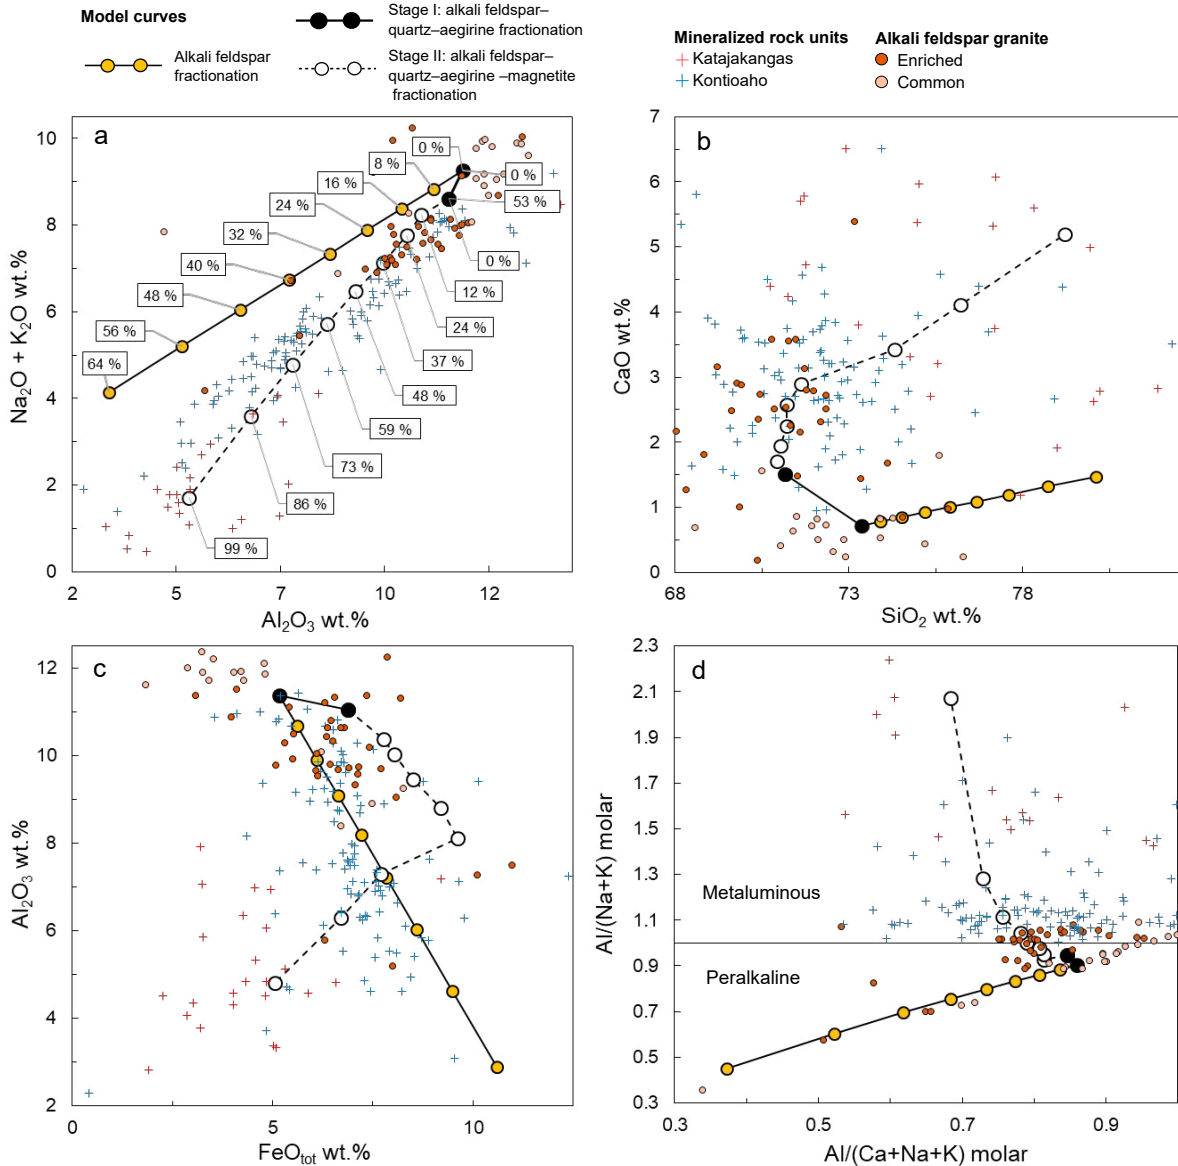 Model curves
Alkali feldspar
fractionation
Stage I: alkali feldspar–
quartz–aegirine fractionation
Stage II: alkali feldspar–
quartz–aegirine –magnetite
fractionation
Mineralized rock units
Katajakangas
Kontioaho
Alkali feldspar granite
Enriched
Common
a
Na2O + K2O wt.%
10
8
6
4
2
0
2
5
7
10
12
Al2O3 wt.%
0 %
8 %
16 %
24 %
32 %
40 %
48 %
56 %
64 %
0 %
53 %
0 %
12 %
24 %
37 %
48 %
59 %
73 %
86 %
99 %
b
CaO wt.%
7
6
5
4
3
2
1
0
68
73
78
SiO2 wt.%
c
Al2O3 wt.%
12
10
8
6
4
2
0
5
10
FeOtot wt.%
d
Al/(Na+K) molar
2.3
2.1
1.9
1.7
1.5
1.3
1.1
0.9
0.7
0.5
0.3
Metaluminous
Peralkaline
0.3
0.5
0.7
0.9
Al/(Ca+Na+K) molar